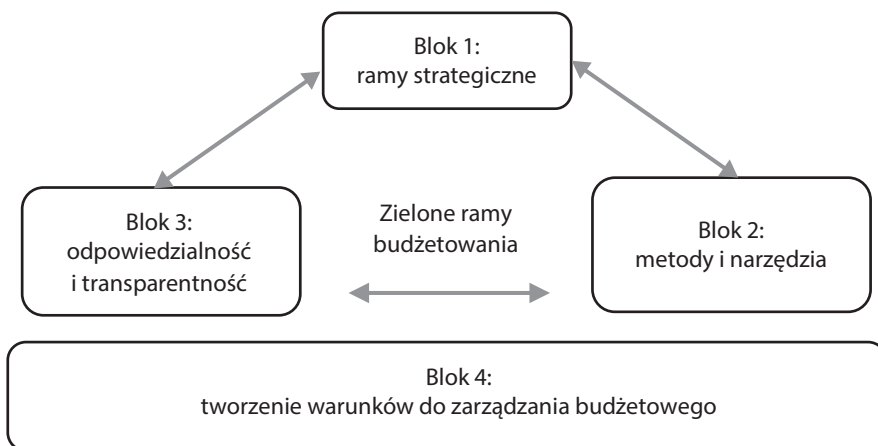 Blok 1:
ramy strategiczne
Blok 3:
odpowiedzialność
i transparentność
Zielone ramy
budżetowania
Blok 2:
metody i narzędzia
Blok 4:
tworzenie warunków do zarządzania budżetowego